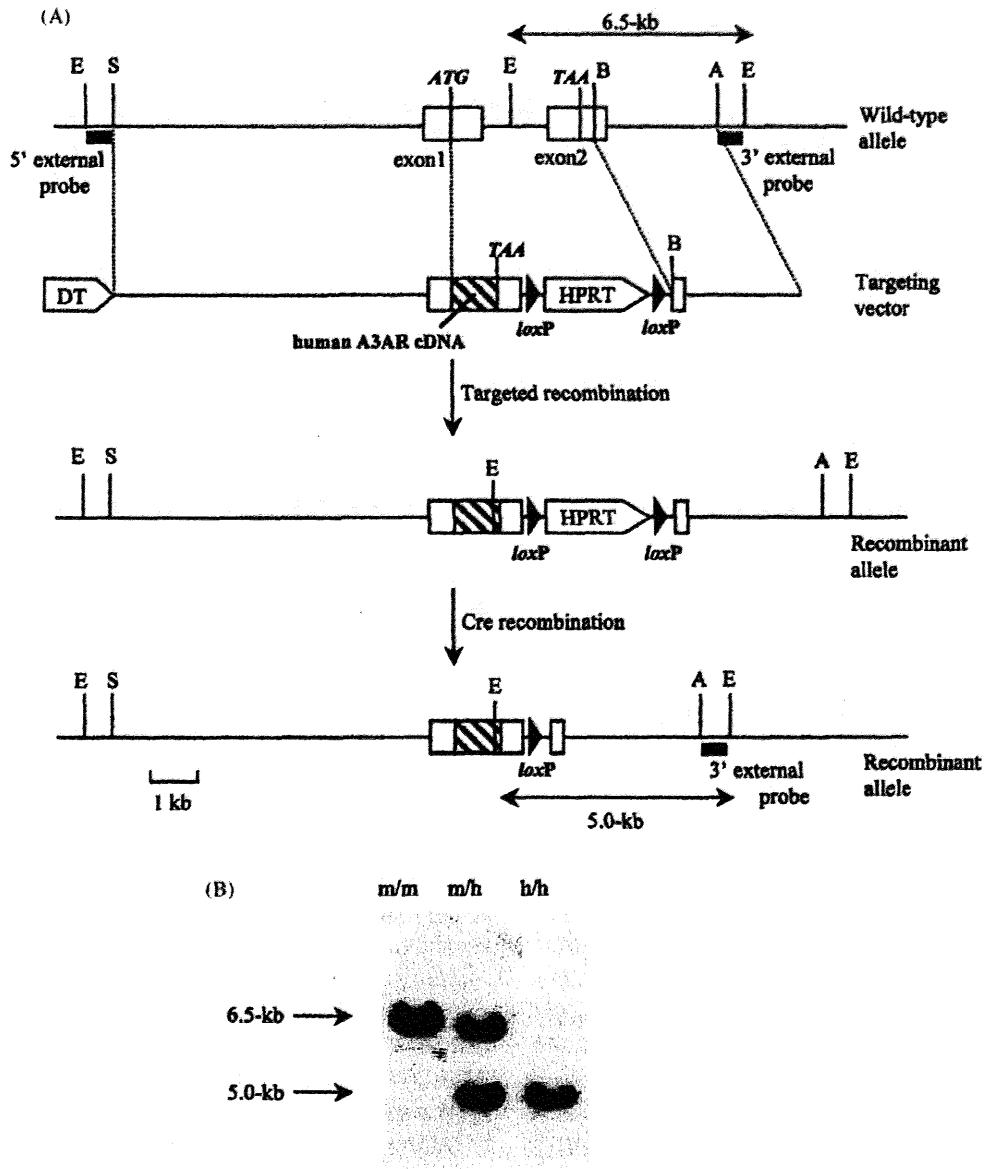 (A)
6.5-kb
E S ATG E TAA B A E
Wild-type
allele
exon1 exon2
5' external
probe
3' external
probe
TAA B
DT HPRT
Targeting
vector
loxP loxP
human A3AR cDNA
Targeted recombination
E S E A E
HPRT
loxP loxP
Recombinant
allele
Cre recombination
E S E A E
loxP
3' external
probe
Recombinant
allele
1 kb
5.0-kb
(B)
m/m m/h h/h
6.5-kb
5.0-kb